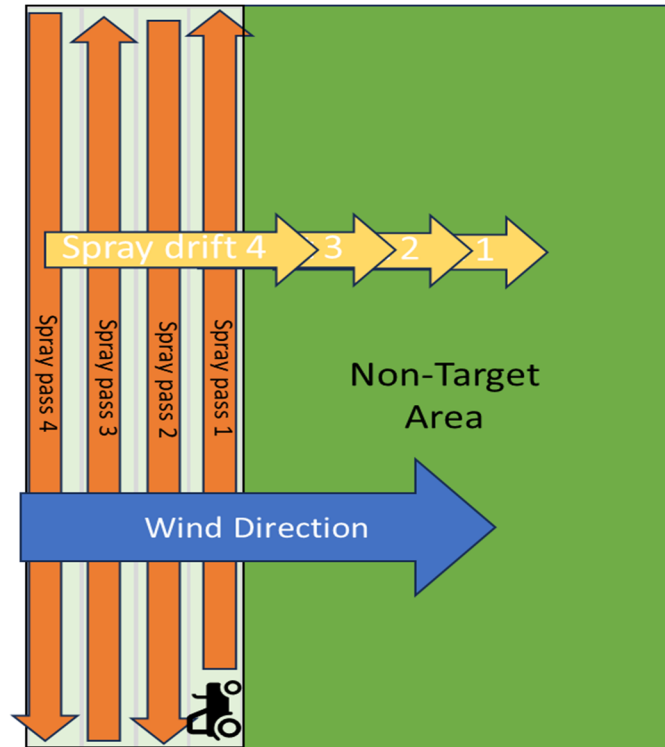 Spray drift 4 3 2 1
Spray pass 4
Spray pass 3
Spray pass 2
Spray pass 1
Non-Target
Area
Wind Direction